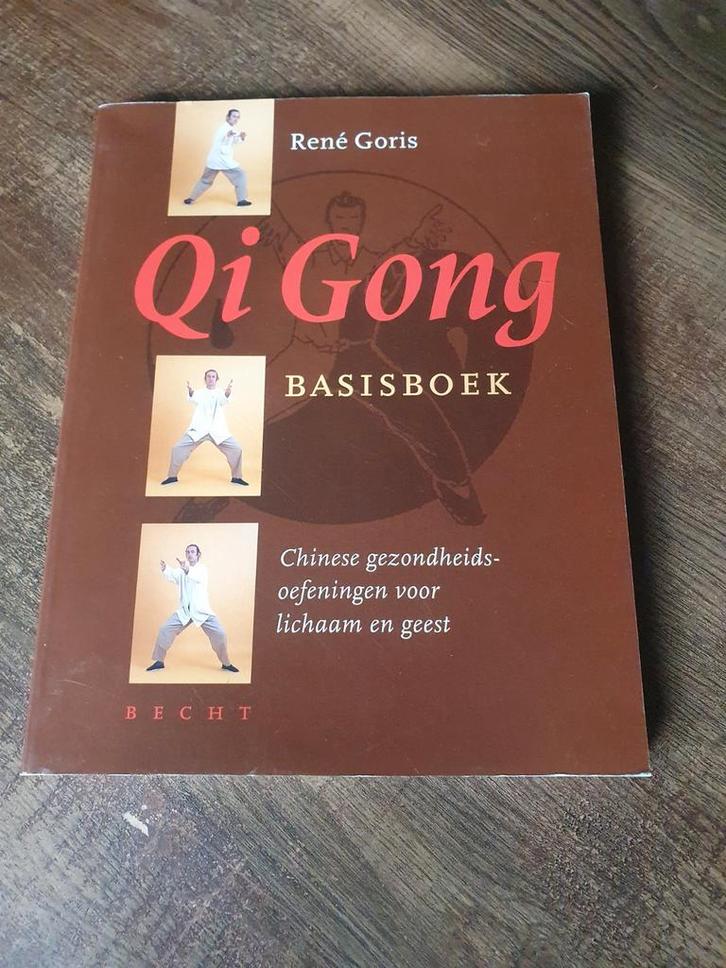 René Goris
Qi Gong
BASISBOEK
Chinese gezondheids-
oefeningen voor
lichaam en geest
BECHT